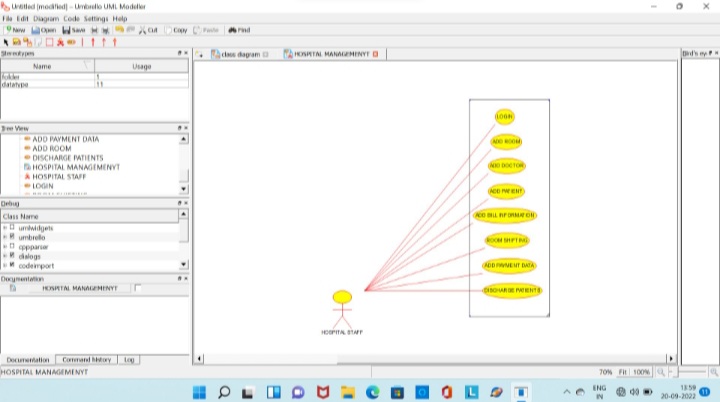 Untitled [modified] - Umbrello UML Modeller
File Edit Diagram Code Settings Help
New Open Save Cut Copy Paste Find
Stereotypes
Name Usage
folder 1
datatype 11
Tree View
ADD PAYMENT DATA
ADD ROOM
DISCHARGE PATIENTS
HOSPITAL MANAGEMENYT
HOSPITAL STAFF
LOGIN
Debug
Class Name
umlwidgets
umbrello
cppparser
dialogs
codeimport
Documentation
HOSPITAL MANAGEMENYT
Documentation Command history Log
HOSPITAL MANAGEMENYT
class diagram
HOSPITAL MANAGEMENYT
Bird's ey
LOGIN
ADD ROOM
ADD DOCTOR
ADD PATIENT
ADD BILL INFORMATION
ROOM SHIFTING
ADD PAYMENT DATA
DISCHARGE PATIENTS
HOSPITAL STAFF
70% Fit 100%
ENG
IN
13:59
20-09-2022